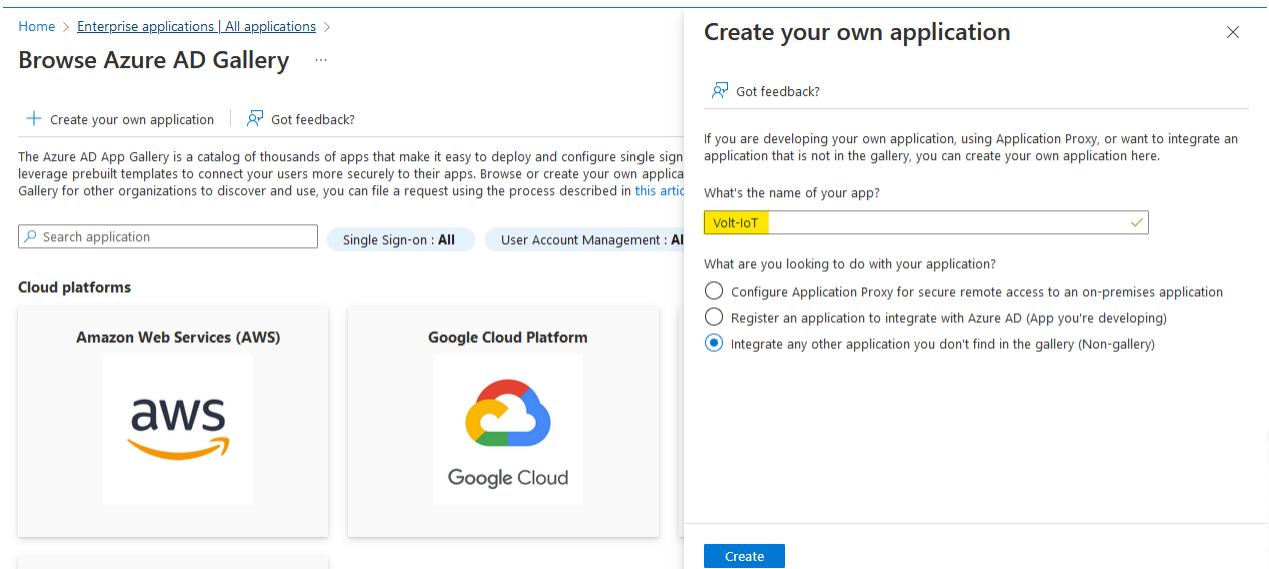 Home > Enterprise applications | All applications >
Browse Azure AD Gallery ...
+ Create your own application Got feedback?
The Azure AD App Gallery is a catalog of thousands of apps that make it easy to deploy and configure single sign
leverage prebuilt templates to connect your users more securely to their apps. Browse or create your own applica
Gallery for other organizations to discover and use, you can file a request using the process described in this artic
Search application
Single Sign-on : All
User Account Management : Al
Cloud platforms
Amazon Web Services (AWS)
aws
Google Cloud Platform
Google Cloud
Create your own application
Got feedback?
If you are developing your own application, using Application Proxy, or want to integrate an
application that is not in the gallery, you can create your own application here.
What's the name of your app?
Volt-IoT
What are you looking to do with your application?
Configure Application Proxy for secure remote access to an on-premises application
Register an application to integrate with Azure AD (App you're developing)
Integrate any other application you don't find in the gallery (Non-gallery)
Create